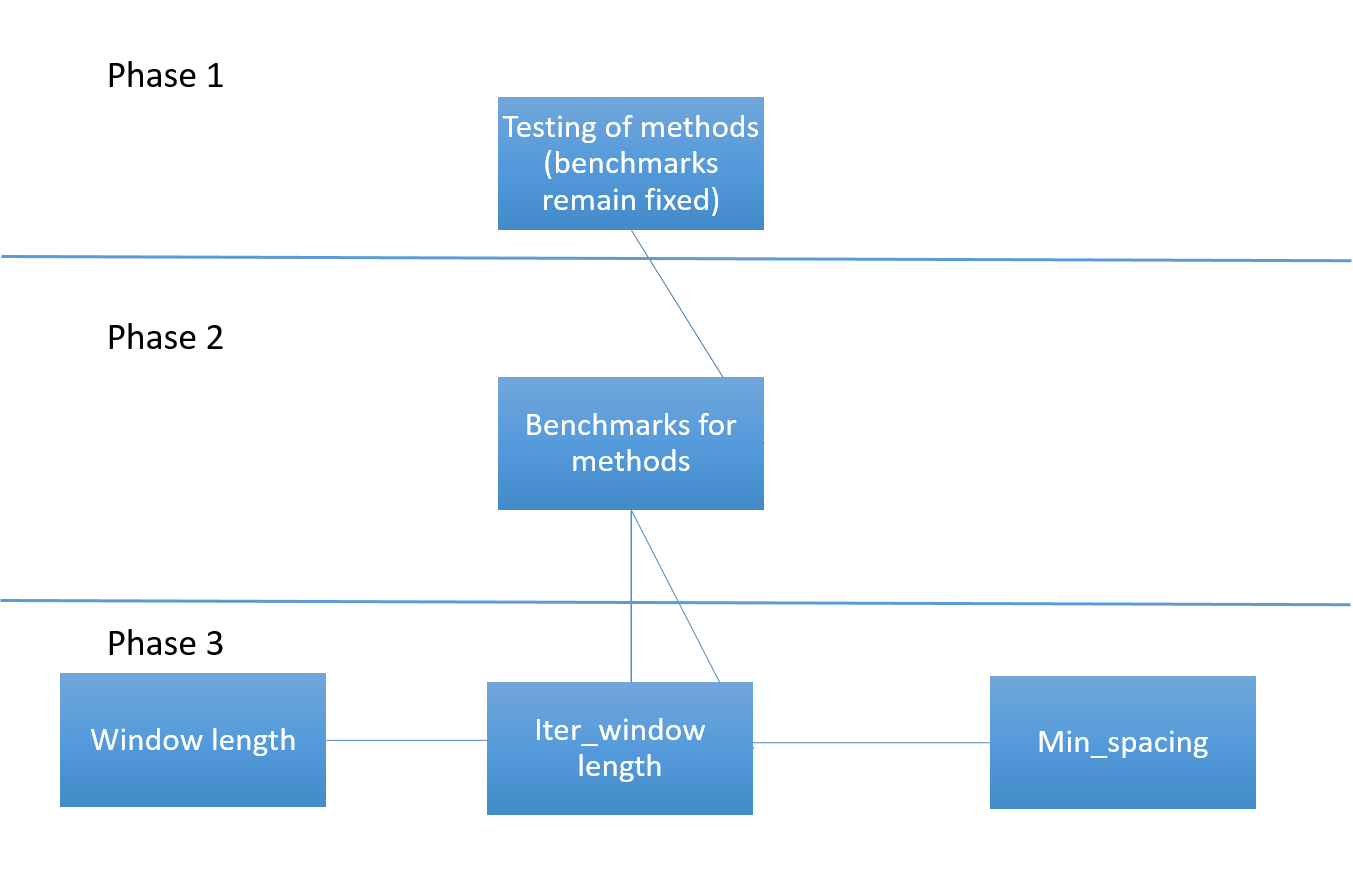 Phase 1
Testing of methods
(benchmarks
remain fixed)
Phase 2
Benchmarks for
methods
Phase 3
Window length
Iter_window
length
Min_spacing